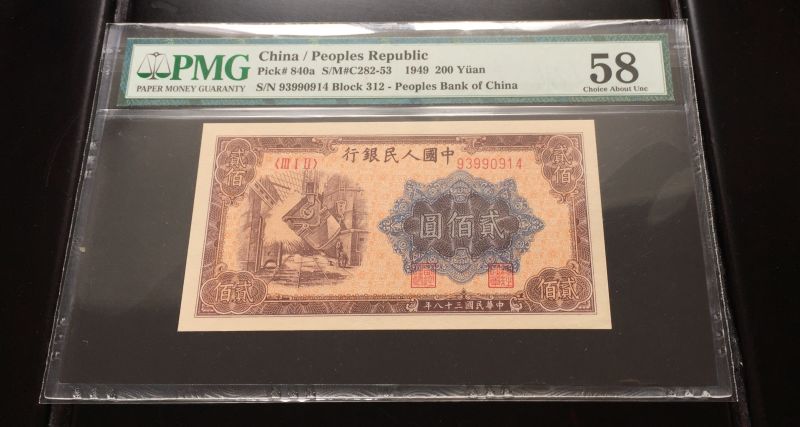 PMG
PAPER MONEY GUARANTY
China / Peoples Republic
Pick# 840a S/M#C282-53 1949 200 Yüan
S/N 93990914 Block 312 - Peoples Bank of China
58
Choice About Unc
行銀民人國中
〈III I II〉
93990914
貳佰
貳佰
圓佰貳
佰貳
佰貳
年八十三國民華中